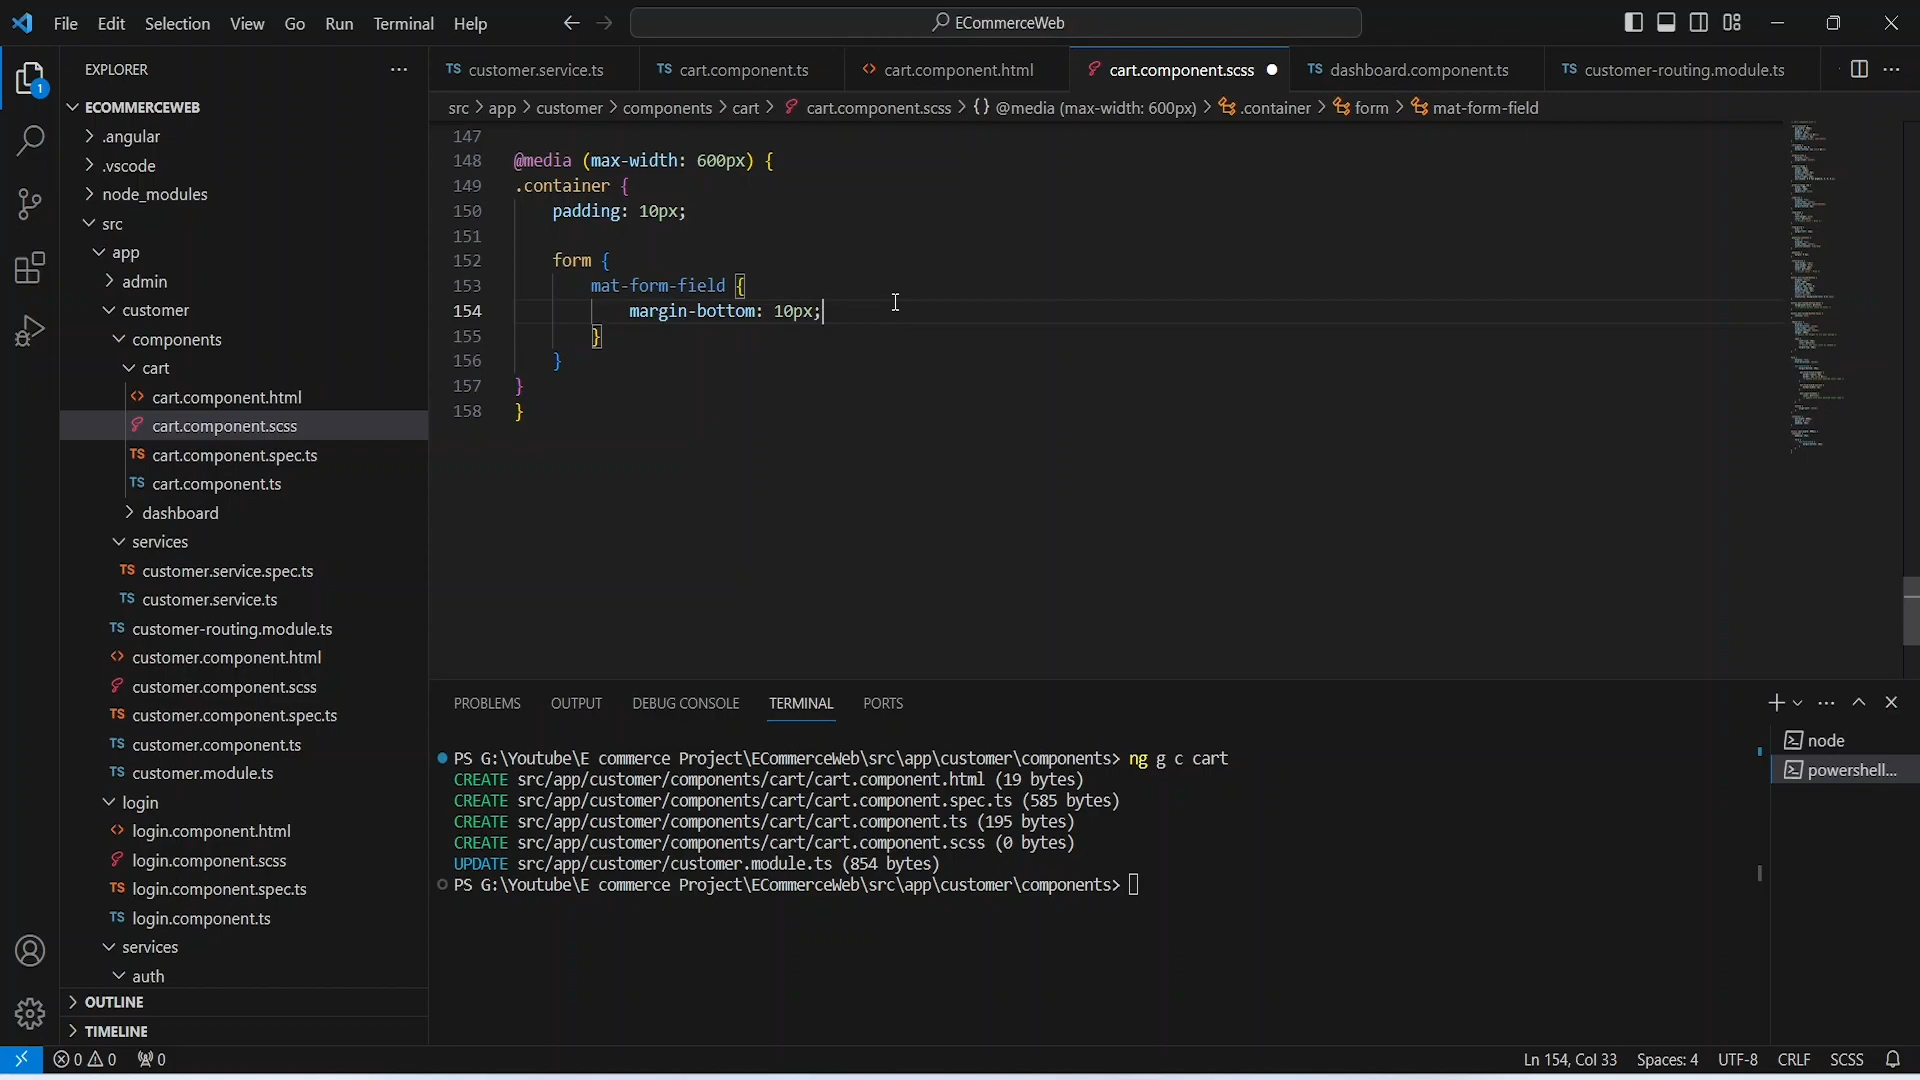 File Edit Selection View Go Run Terminal Help
ECommerceWeb
EXPLORER
customer.service.ts
cart.component.ts
cart.component.html
cart.component.scss
dashboard.component.ts
customer-routing.module.ts
src > app > customer > components > cart > cart.component.scss > {} @media (max-width: 600px) > .container > form > mat-form-field
1
ECOMMERCEWEB
.angular
.vscode
node_modules
src
app
admin
customer
components
cart
cart.component.html
cart.component.scss
cart.component.spec.ts
cart.component.ts
dashboard
services
customer.service.spec.ts
customer.service.ts
customer-routing.module.ts
customer.component.html
customer.component.scss
customer.component.spec.ts
customer.component.ts
customer.module.ts
login
login.component.html
login.component.scss
login.component.spec.ts
login.component.ts
services
auth
OUTLINE
TIMELINE
147
148 @media (max-width: 600px) {
149 .container {
150 padding: 10px;
151
152 form {
153 mat-form-field {
154 margin-bottom: 10px;
155 }
156 }
157 }
158 }
PROBLEMS OUTPUT DEBUG CONSOLE TERMINAL PORTS
PS G:\Youtube\E commerce Project\ECommerceWeb\src\app\customer\components> ng g c cart
CREATE src/app/customer/components/cart/cart.component.html (19 bytes)
CREATE src/app/customer/components/cart/cart.component.spec.ts (585 bytes)
CREATE src/app/customer/components/cart/cart.component.ts (195 bytes)
CREATE src/app/customer/components/cart/cart.component.scss (0 bytes)
UPDATE src/app/customer/customer.module.ts (854 bytes)
PS G:\Youtube\E commerce Project\ECommerceWeb\src\app\customer\components>
node
powershell...
0 0 0
Ln 154, Col 33 Spaces: 4 UTF-8 CRLF SCSS